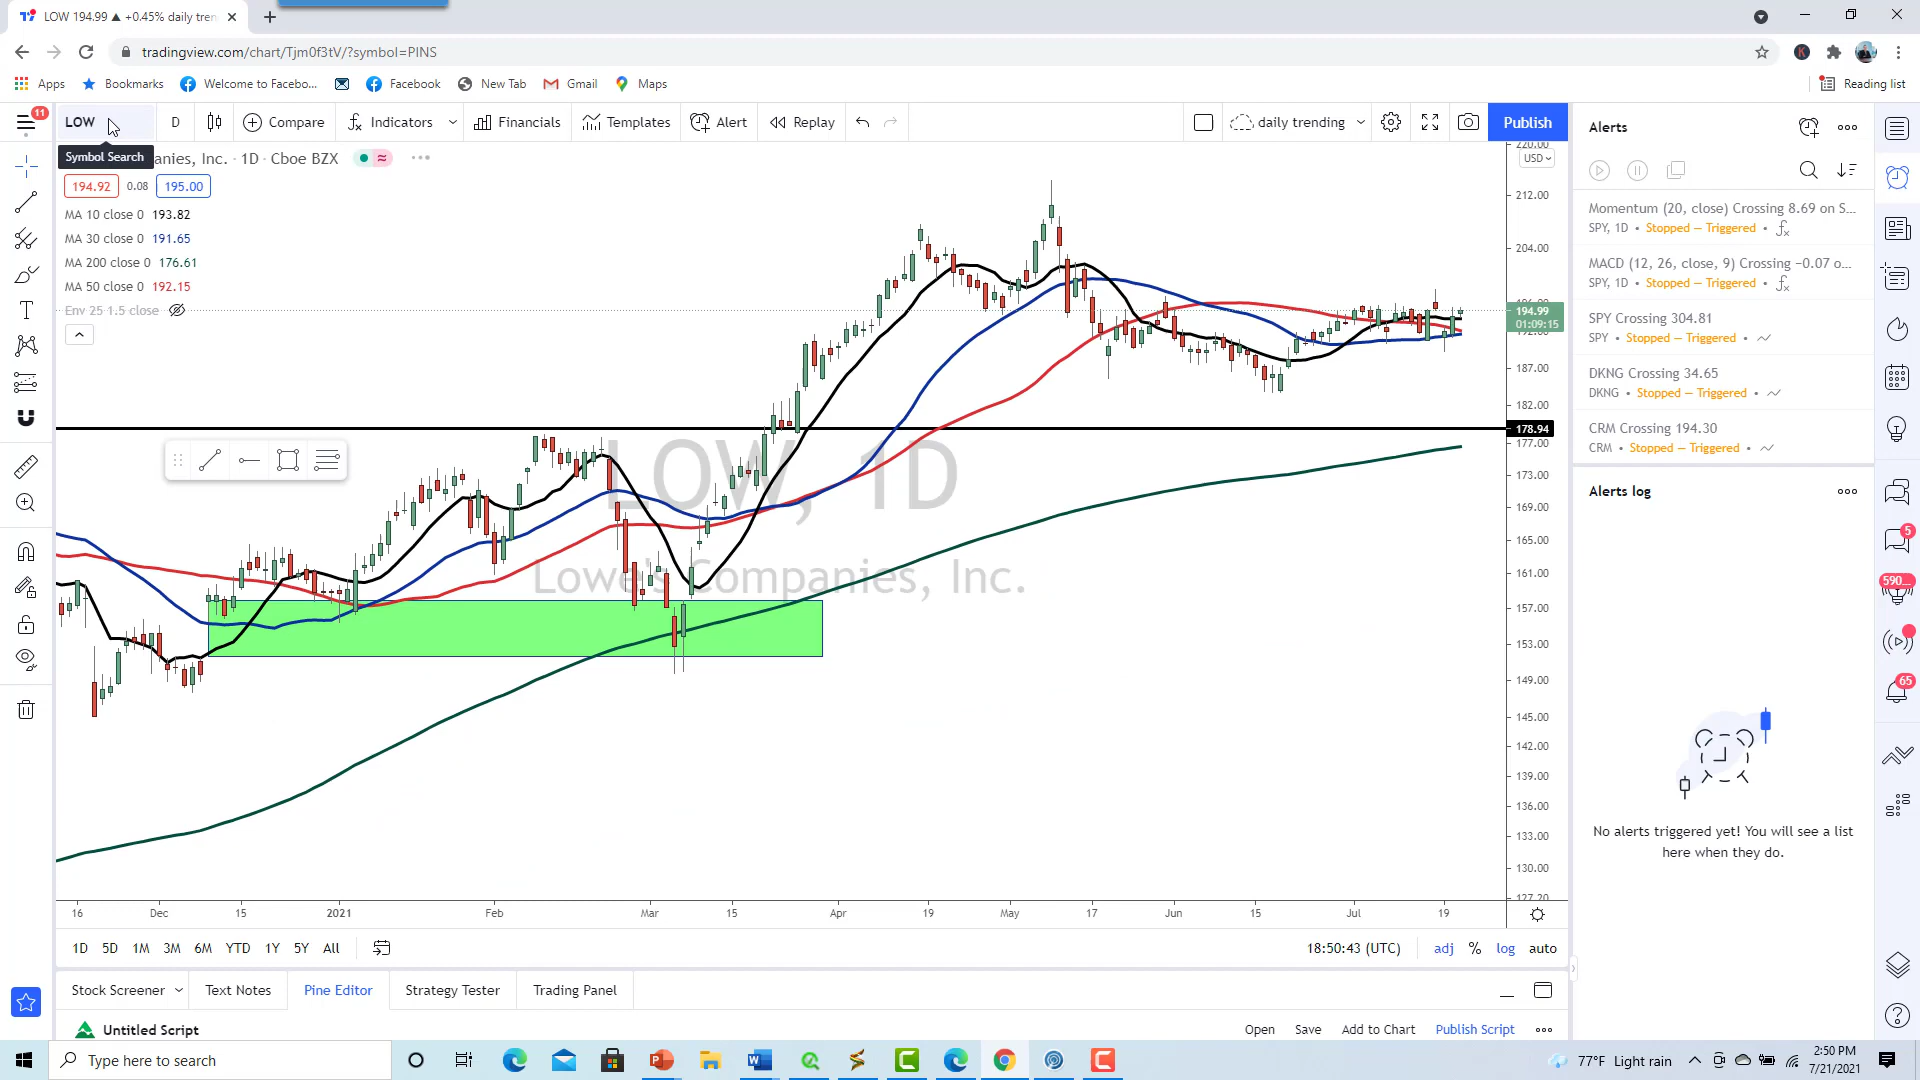 LOW 194.99 ▲ +0.45% daily tren
tradingview.com/chart/Tjm0f3tV/?symbol=PINS
Apps Bookmarks Welcome to Facebo... Facebook New Tab Gmail Maps Reading list
11 LOW D Compare Indicators Financials Templates Alert Replay daily trending Publish
Symbol Search anies, Inc. · 1D · Cboe BZX
194.92 0.08 195.00
MA 10 close 0 193.82
MA 30 close 0 191.65
MA 200 close 0 176.61
MA 50 close 0 192.15
Env 25 1.5 close
LOW, 1D
Lowe's Companies, Inc.
220.00
USD
212.00
204.00
194.99
01:09:15
187.00
182.00
178.94
177.00
173.00
169.00
165.00
161.00
157.00
153.00
149.00
145.00
142.00
139.00
136.00
133.00
130.00
127.20
16 Dec 15 2021 Feb Mar 15 Apr 19 May 17 Jun 15 Jul 19
1D 5D 1M 3M 6M YTD 1Y 5Y All 18:50:43 (UTC) adj % log auto
Stock Screener Text Notes Pine Editor Strategy Tester Trading Panel
Untitled Script Open Save Add to Chart Publish Script
Alerts
Momentum (20, close) Crossing 8.69 on S...
SPY, 1D • Stopped — Triggered •
MACD (12, 26, close, 9) Crossing −0.07 o...
SPY, 1D • Stopped — Triggered •
SPY Crossing 304.81
SPY • Stopped — Triggered •
DKNG Crossing 34.65
DKNG • Stopped — Triggered •
CRM Crossing 194.30
CRM • Stopped — Triggered •
Alerts log
No alerts triggered yet! You will see a list
here when they do.
5
590...
65
Type here to search
77°F Light rain
2:50 PM
7/21/2021